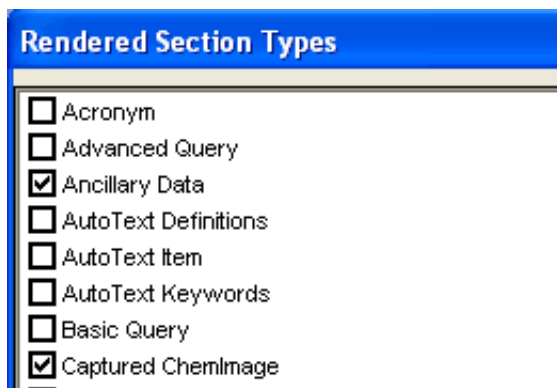 Rendered Section Types
Acronym
Advanced Query
Ancillary Data
AutoText Definitions
AutoText Item
AutoText Keywords
Basic Query
Captured ChemImage